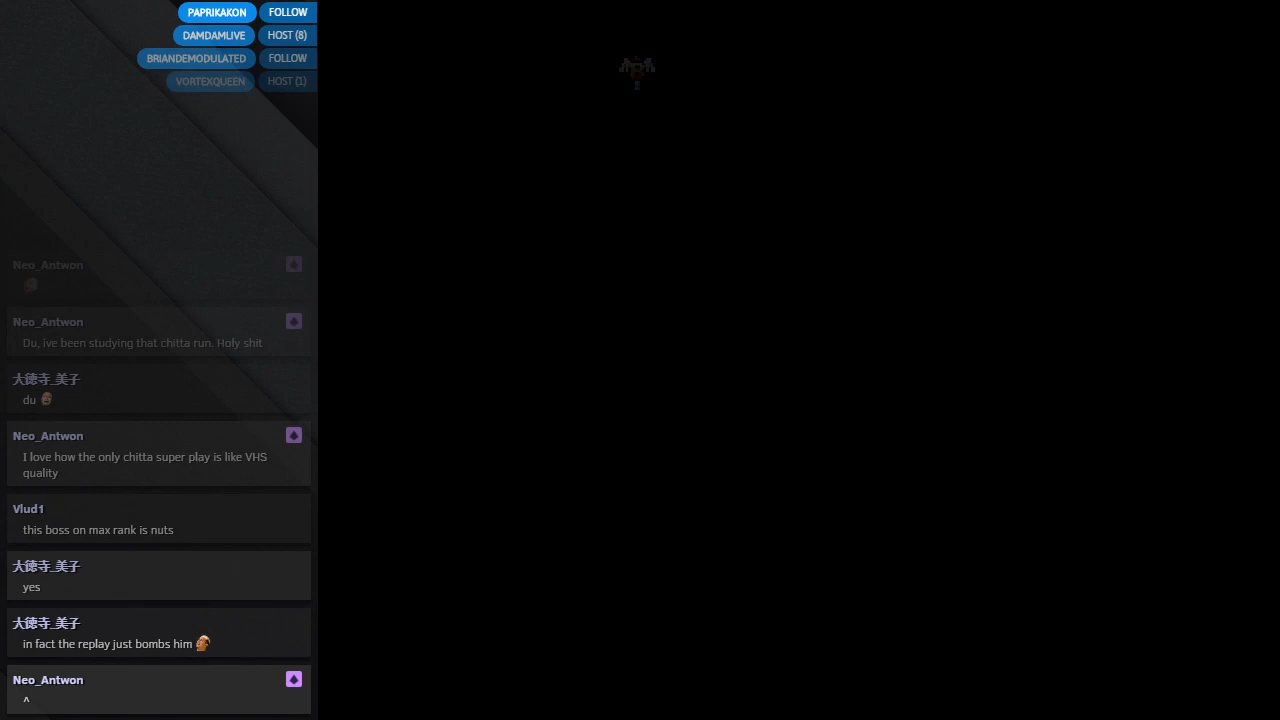 PAPRIKAKON FOLLOW
DAMDAMLIVE HOST (8)
BRIANDEMODULATED FOLLOW
VORTEXQUEEN HOST (1)
Neo_Antwon
Neo_Antwon
Du, ive been studying that chitta run. Holy shit
大徳寺_美子
du
Neo_Antwon
I love how the only chitta super play is like VHS
quality
Vlud1
this boss on max rank is nuts
大徳寺_美子
yes
大徳寺_美子
in fact the replay just bombs him
Neo_Antwon
^